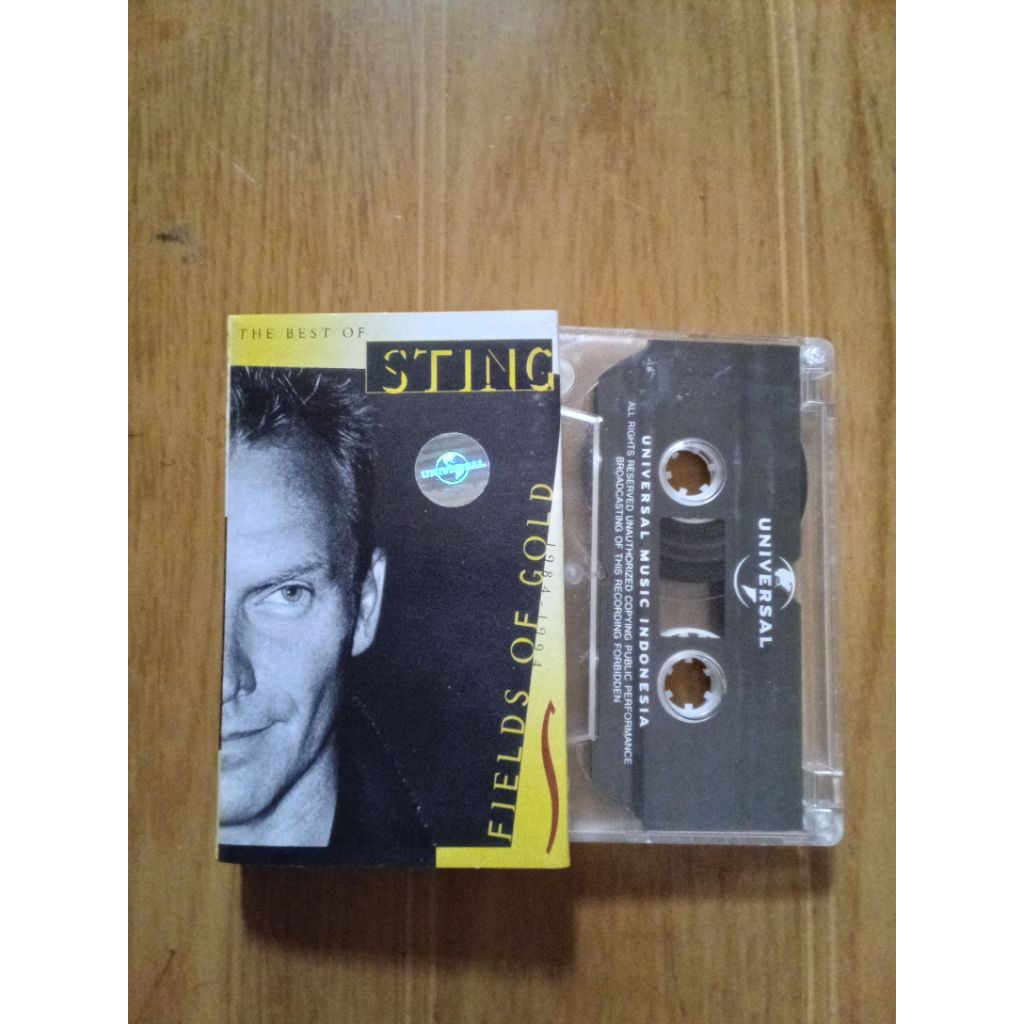 THE BEST OF
STING
UNIVERSAL
FIELDS OF GOLD
1984-1994
UNIVERSAL
UNIVERSAL MUSIC INDONESIA
ALL RIGHTS RESERVED UNAUTHORIZED COPYING PUBLIC PERFORMANCE
BROADCASTING OF THIS RECORDING FORBIDDEN